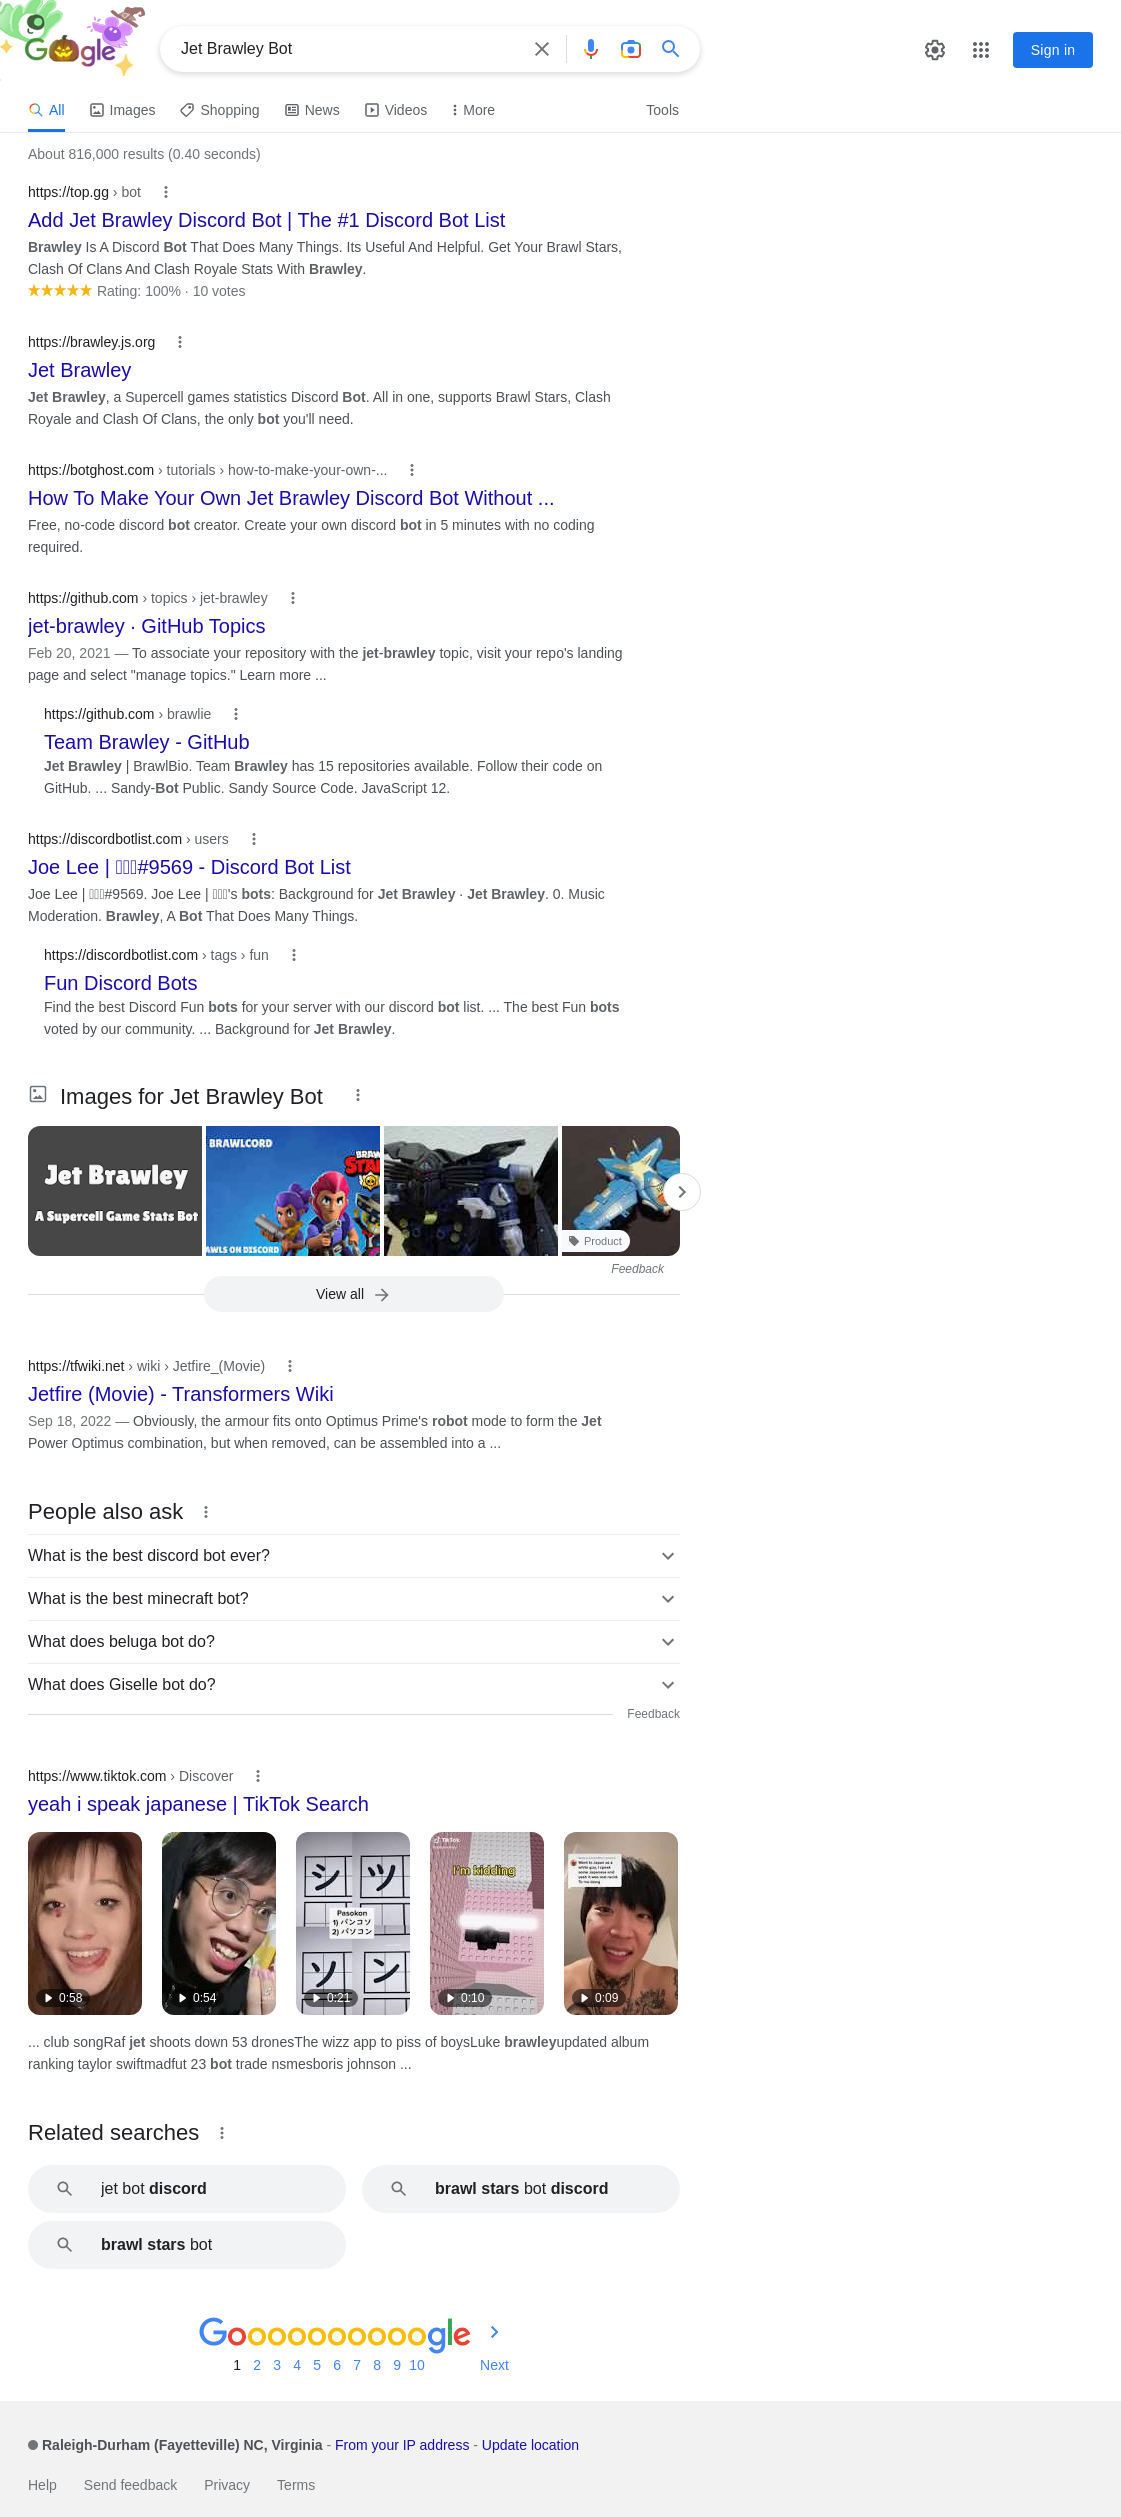 Google
Jet Brawley Bot
Sign in
All Images Shopping News Videos More Tools
About 816,000 results (0.40 seconds)
https://top.gg › bot
Add Jet Brawley Discord Bot | The #1 Discord Bot List
Brawley Is A Discord Bot That Does Many Things. Its Useful And Helpful. Get Your Brawl Stars,
Clash Of Clans And Clash Royale Stats With Brawley.
Rating: 100% · 10 votes
https://brawley.js.org
Jet Brawley
Jet Brawley, a Supercell games statistics Discord Bot. All in one, supports Brawl Stars, Clash
Royale and Clash Of Clans, the only bot you'll need.
https://botghost.com › tutorials › how-to-make-your-own-...
How To Make Your Own Jet Brawley Discord Bot Without ...
Free, no-code discord bot creator. Create your own discord bot in 5 minutes with no coding
required.
https://github.com › topics › jet-brawley
jet-brawley · GitHub Topics
Feb 20, 2021 — To associate your repository with the jet-brawley topic, visit your repo's landing
page and select "manage topics." Learn more ...
https://github.com › brawlie
Team Brawley - GitHub
Jet Brawley | BrawlBio. Team Brawley has 15 repositories available. Follow their code on
GitHub. ... Sandy-Bot Public. Sandy Source Code. JavaScript 12.
https://discordbotlist.com › users
Joe Lee | #9569 - Discord Bot List
Joe Lee | #9569. Joe Lee | 's bots: Background for Jet Brawley · Jet Brawley. 0. Music
Moderation. Brawley, A Bot That Does Many Things.
https://discordbotlist.com › tags › fun
Fun Discord Bots
Find the best Discord Fun bots for your server with our discord bot list. ... The best Fun bots
voted by our community. ... Background for Jet Brawley.
Images for Jet Brawley Bot
Jet Brawley
A Supercell Game Stats Bot
BRAWLCORD
BRAW
STA
AWLS ON DISCORD
Product
Feedback
View all
https://tfwiki.net › wiki › Jetfire_(Movie)
Jetfire (Movie) - Transformers Wiki
Sep 18, 2022 — Obviously, the armour fits onto Optimus Prime's robot mode to form the Jet
Power Optimus combination, but when removed, can be assembled into a ...
People also ask
What is the best discord bot ever?
What is the best minecraft bot?
What does beluga bot do?
What does Giselle bot do?
Feedback
https://www.tiktok.com › Discover
yeah i speak japanese | TikTok Search
シ ツ
Pasokon
1) パンコソ
2) パソコン
ソ ン
TikTok
I'm kidding
0:58 0:54 0:21 0:10 0:09
... club songRaf jet shoots down 53 dronesThe wizz app to piss of boysLuke brawleyupdated album
ranking taylor swiftmadfut 23 bot trade nsmesboris johnson ...
Related searches
jet bot discord
brawl stars bot discord
brawl stars bot
Goooooooooogle
1 2 3 4 5 6 7 8 9 10 Next
Raleigh-Durham (Fayetteville) NC, Virginia - From your IP address - Update location
Help Send feedback Privacy Terms